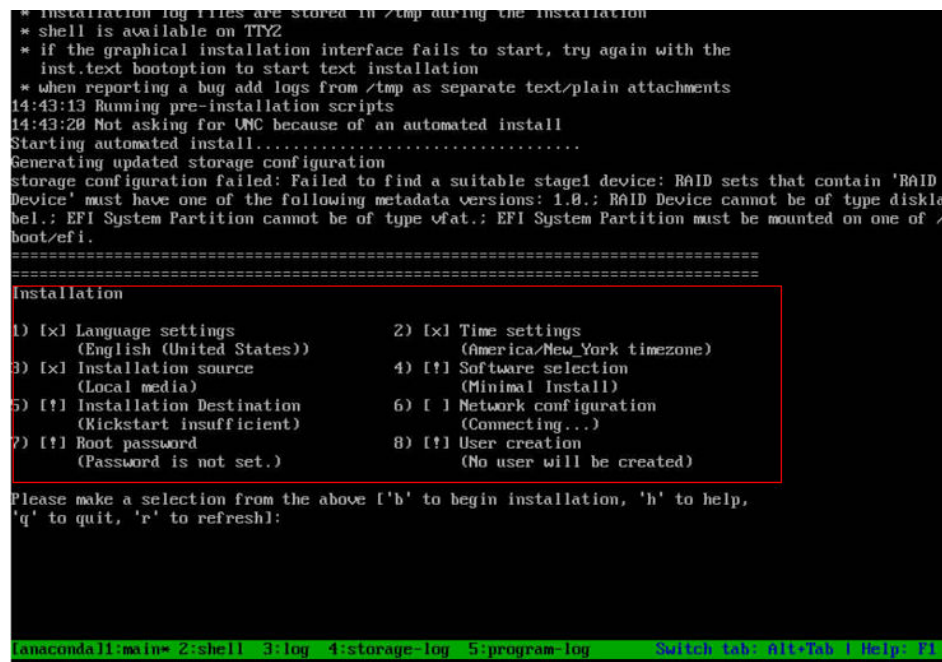 * installation log files are stored in /tmp during the installation
* shell is available on TTY2
* if the graphical installation interface fails to start, try again with the
inst.text bootoption to start text installation
* when reporting a bug add logs from /tmp as separate text/plain attachments
14:43:13 Running pre-installation scripts
14:43:20 Not asking for VNC because of an automated install
Starting automated install...................................
Generating updated storage configuration
storage configuration failed: Failed to find a suitable stage1 device: RAID sets that contain 'RAID
Device' must have one of the following metadata versions: 1.0.; RAID Device cannot be of type diskla
bel.; EFI System Partition cannot be of type vfat.; EFI System Partition must be mounted on one of /
boot/efi.
================================================================================
================================================================================
Installation
1) [x] Language settings 2) [x] Time settings
(English (United States)) (America/New_York timezone)
3) [x] Installation source 4) [!] Software selection
(Local media) (Minimal Install)
5) [!] Installation Destination 6) [ ] Network configuration
(Kickstart insufficient) (Connecting...)
7) [!] Root password 8) [!] User creation
(Password is not set.) (No user will be created)
Please make a selection from the above ['b' to begin installation, 'h' to help,
'q' to quit, 'r' to refresh]:
[anaconda]1:main* 2:shell 3:log 4:storage-log 5:program-log Switch tab: Alt+Tab | Help: F1